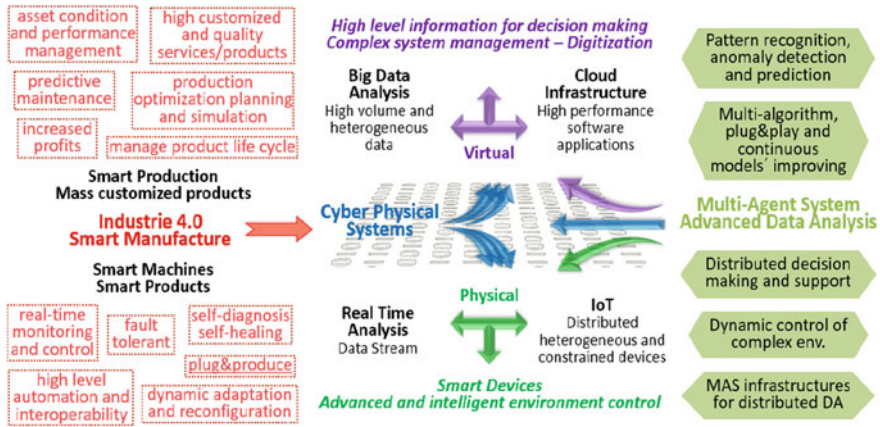 asset condition
and performance
management
high customized
and quality
services/products
predictive
maintenance
production
optimization planning
and simulation
increased
profits
manage product life cycle
Smart Production
Mass customized products
Industrie 4.0
Smart Manufacture
Smart Machines
Smart Products
real-time
monitoring
and control
fault
tolerant
self-diagnosis
self-healing
plug&produce
high level
automation and
interoperability
dynamic adaptation
and reconfiguration
High level information for decision making
Complex system management – Digitization
Big Data
Analysis
High volume and
heterogeneous
data
Cloud
Infrastructure
High performance
software
applications
Virtual
Cyber Physical
Systems
Physical
Real Time
Analysis
Data Stream
IoT
Distributed
heterogeneous and
constrained devices
Smart Devices
Advanced and intelligent environment control
Pattern recognition,
anomaly detection
and prediction
Multi-algorithm,
plug&play and
continuous
models´ improving
Multi-Agent System
Advanced Data Analysis
Distributed decision
making and support
Dynamic control of
complex env.
MAS infrastructures
for distributed DA